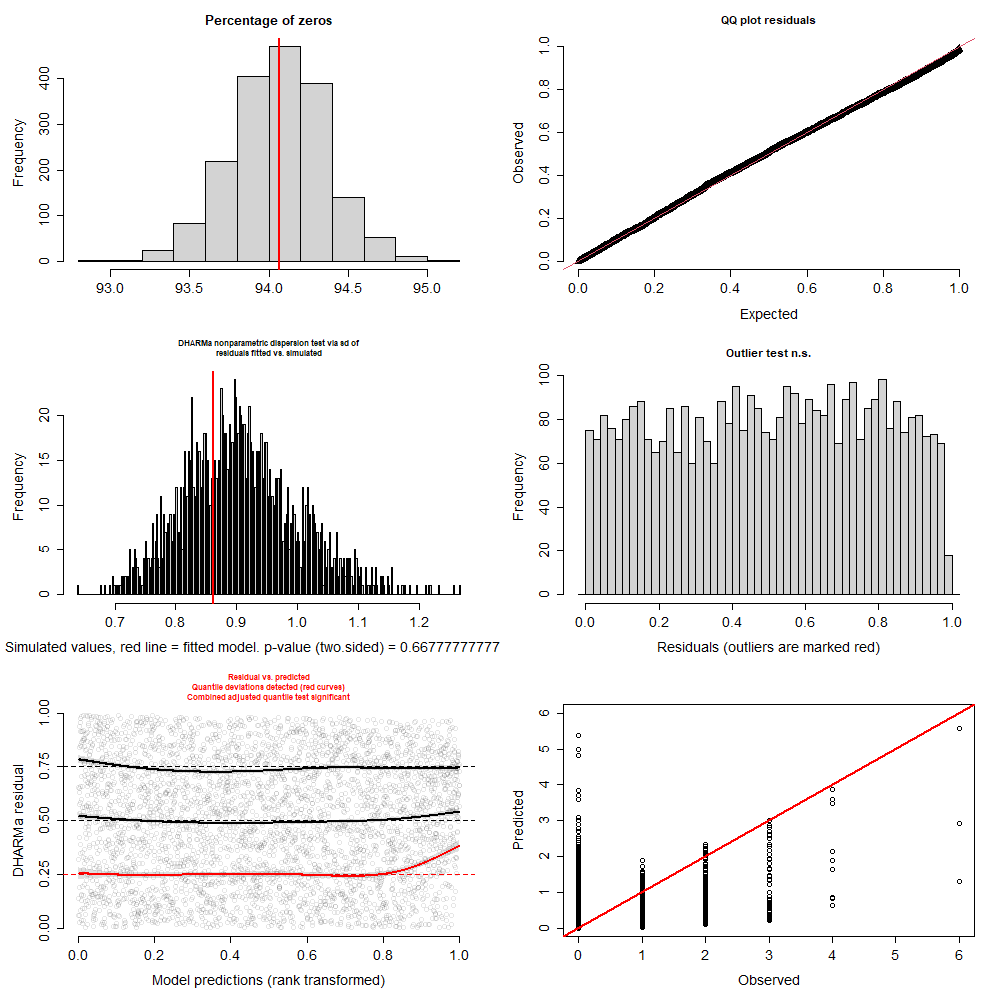 Percentage of zeros
Frequency
0 100 200 300 400
93.0 93.5 94.0 94.5 95.0
QQ plot residuals
Observed
0.0 0.2 0.4 0.6 0.8 1.0
0.0 0.2 0.4 0.6 0.8 1.0
Expected
DHARMa nonparametric dispersion test via sd of
residuals fitted vs. simulated
Frequency
0 5 10 15 20
0.7 0.8 0.9 1.0 1.1 1.2
Simulated values, red line = fitted model. p-value (two.sided) = 0.66777777777
Outlier test n.s.
Frequency
0 20 40 60 80 100
0.0 0.2 0.4 0.6 0.8 1.0
Residuals (outliers are marked red)
Residual vs. predicted
Quantile deviations detected (red curves)
Combined adjusted quantile test significant
DHARMa residual
0.00 0.25 0.50 0.75 1.00
0.0 0.2 0.4 0.6 0.8 1.0
Model predictions (rank transformed)
Predicted
0 1 2 3 4 5 6
0 1 2 3 4 5 6
Observed